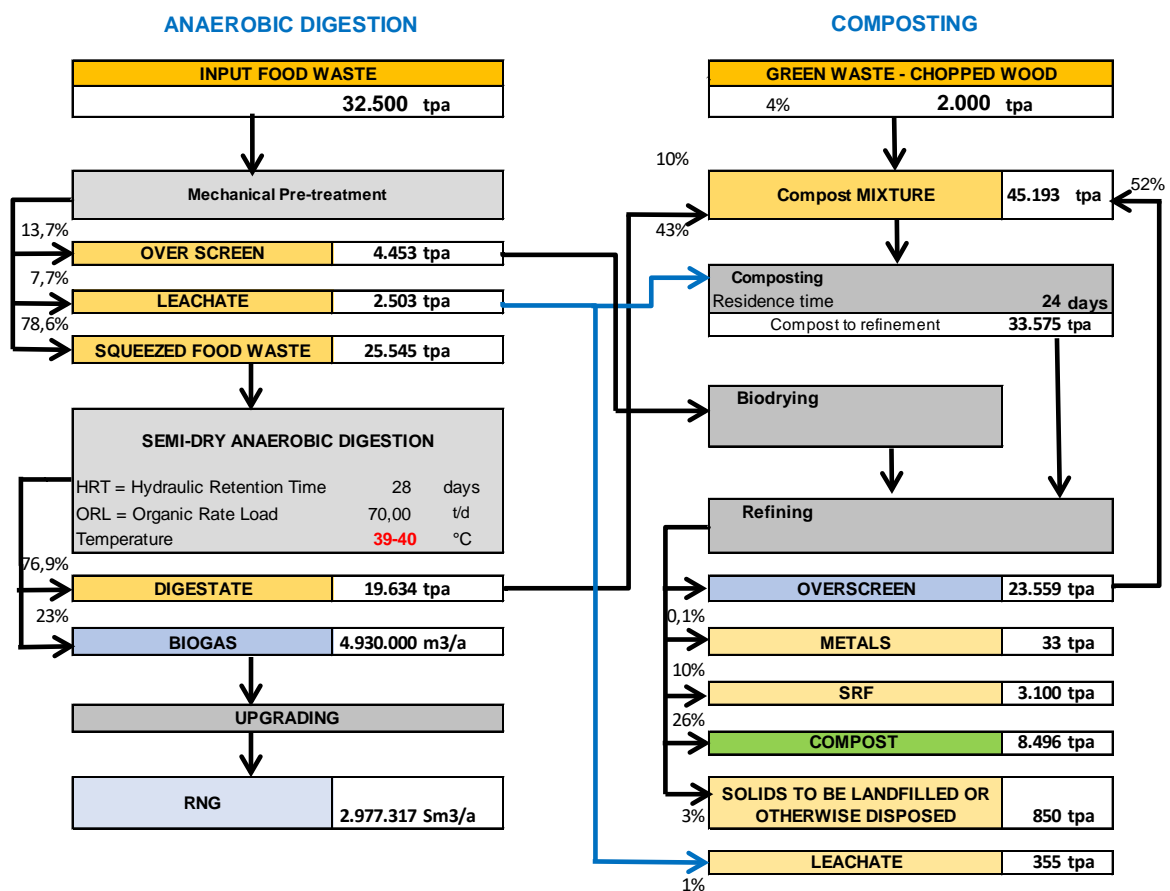 ANAEROBIC DIGESTION
INPUT FOOD WASTE
32.500 tpa
Mechanical Pre-treatment
13,7%
OVER SCREEN 4.453 tpa
7,7%
LEACHATE 2.503 tpa
78,6%
SQUEEZED FOOD WASTE 25.545 tpa
SEMI-DRY ANAEROBIC DIGESTION
HRT = Hydraulic Retention Time 28 days
ORL = Organic Rate Load 70,00 t/d
Temperature 39-40 °C
76,9%
DIGESTATE 19.634 tpa
23%
BIOGAS 4.930.000 m3/a
UPGRADING
RNG
2.977.317 Sm3/a
COMPOSTING
GREEN WASTE - CHOPPED WOOD
4% 2.000 tpa
10%
Compost MIXTURE 45.193 tpa 52%
43%
Composting
Residence time 24 days
Compost to refinement 33.575 tpa
Biodrying
Refining
OVERSCREEN 23.559 tpa
0,1%
METALS 33 tpa
10%
SRF 3.100 tpa
26%
COMPOST 8.496 tpa
SOLIDS TO BE LANDFILLED OR
OTHERWISE DISPOSED 850 tpa
3%
LEACHATE 355 tpa
1%